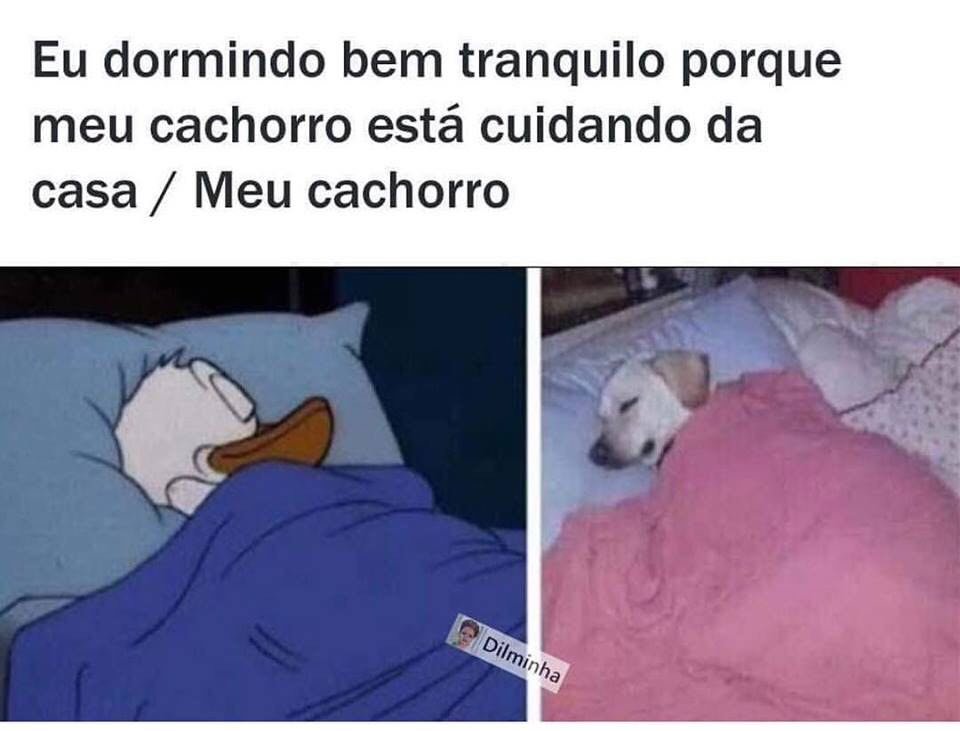 Eu dormindo bem tranquilo porque
meu cachorro está cuidando da
casa / Meu cachorro
Dilminha